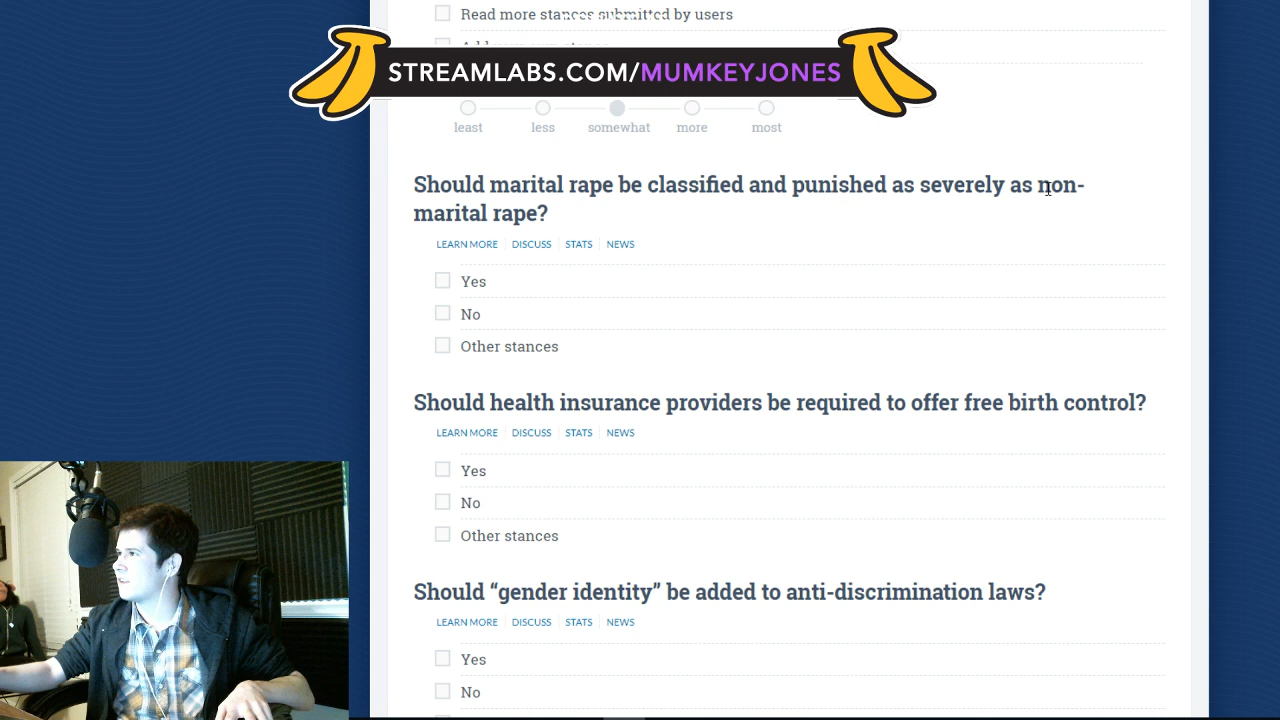 Read more stances submitted by users
STREAMLABS.COM/MUMKEYJONES
least less somewhat more most
Should marital rape be classified and punished as severely as non-
marital rape?
LEARN MORE DISCUSS STATS NEWS
Yes
No
Other stances
Should health insurance providers be required to offer free birth control?
LEARN MORE DISCUSS STATS NEWS
Yes
No
Other stances
Should “gender identity” be added to anti-discrimination laws?
LEARN MORE DISCUSS STATS NEWS
Yes
No